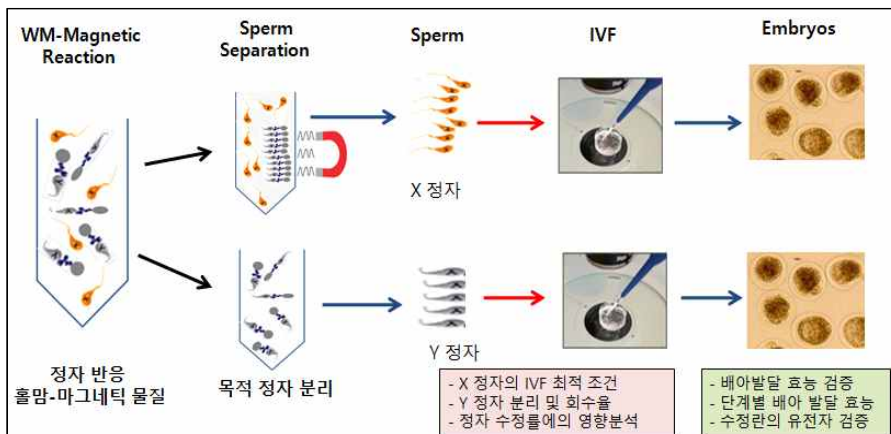 WM-Magnetic
Reaction
Sperm
Separation
Sperm
IVF
Embryos
X 정자
Y 정자
정자 반응
홀맘-마그네틱 물질
목적 정자 분리
- X 정자의 IVF 최적 조건
- Y 정자 분리 및 회수율
- 정자 수정률에의 영향분석
- 배아발달 효능 검증
- 단계별 배아 발달 효능
- 수정란의 유전자 검증